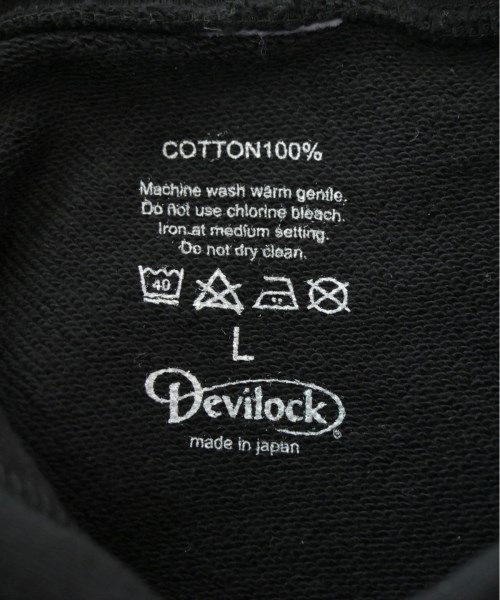 COTTON100%
Machine wash warm gentle.
Do not use chlorine bleach.
Iron at medium setting.
Do not dry clean.
40
L
Devilock®
made in japan